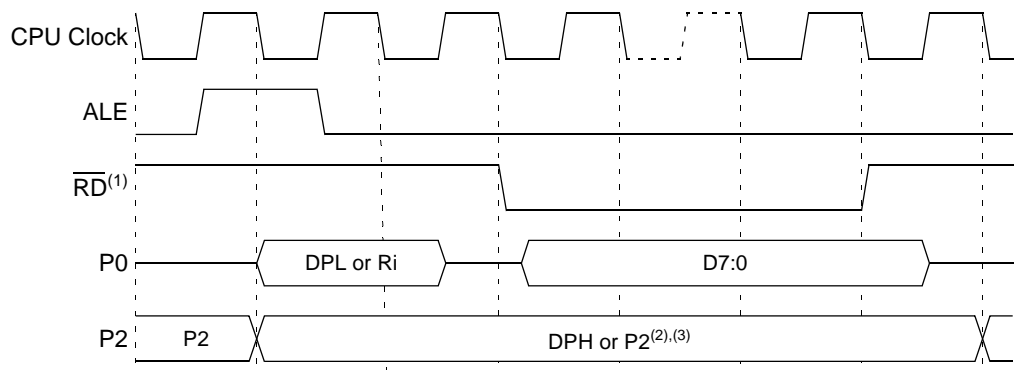 CPU Clock
ALE
RD(1)
P0 DPL or Ri D7:0
P2 P2 DPH or P2(2),(3)